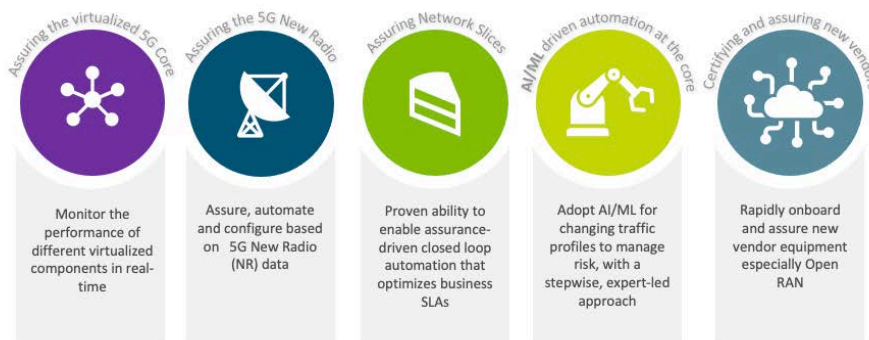 Assuring the virtualized 5G Core
Monitor the
performance of
different virtualized
components in real-
time
Assuring the 5G New Radio
Assure, automate
and configure based
on 5G New Radio
(NR) data
Assuring Network Slices
Proven ability to
enable assurance-
driven closed loop
automation that
optimizes business
SLAs
AI/ML driven automation at the core
Adopt AI/ML for
changing traffic
profiles to manage
risk, with a
stepwise, expert-led
approach
Certifying and assuring new vendors
Rapidly onboard
and assure new
vendor equipment
especially Open
RAN